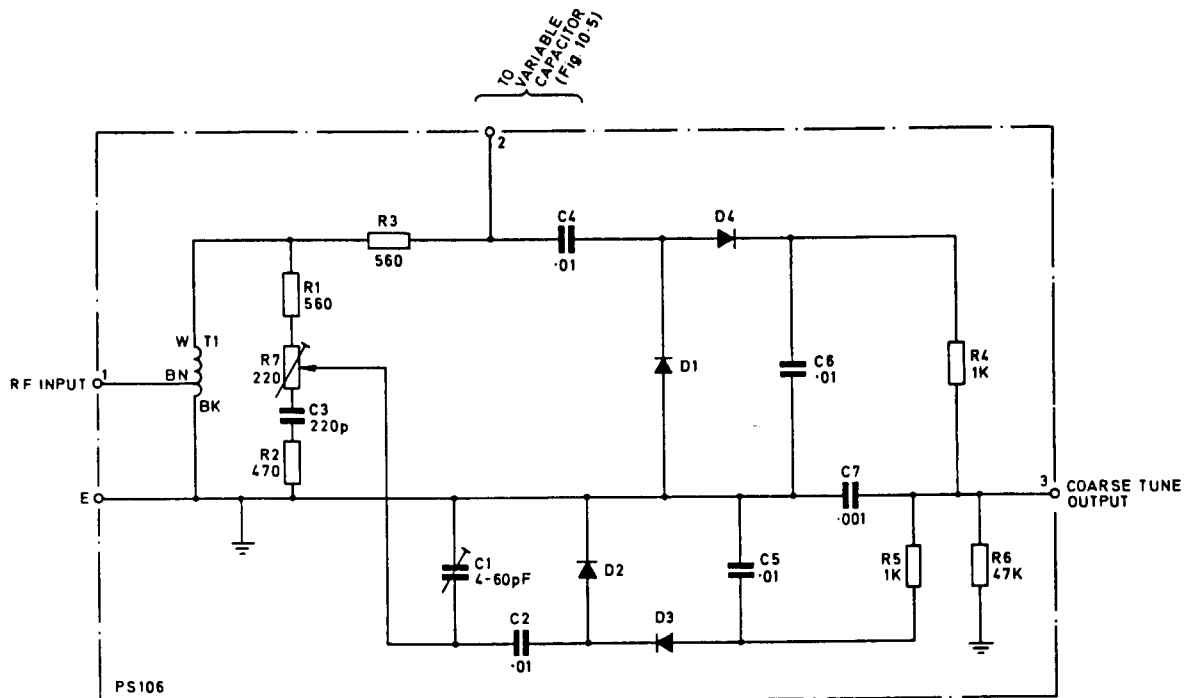 TO
VARIABLE
CAPACITOR
(Fig. 10·5)
2
R3
560
C4
·01
D4
R1
560
W T1
R7
220
BN
BK
1
RF INPUT
C3
220p
R2
470
D1
C6
·01
R4
1K
E
C7
·001
3
COARSE TUNE
OUTPUT
C1
4-60pF
D2
C5
·01
R5
1K
R6
47K
C2
·01
D3
PS106